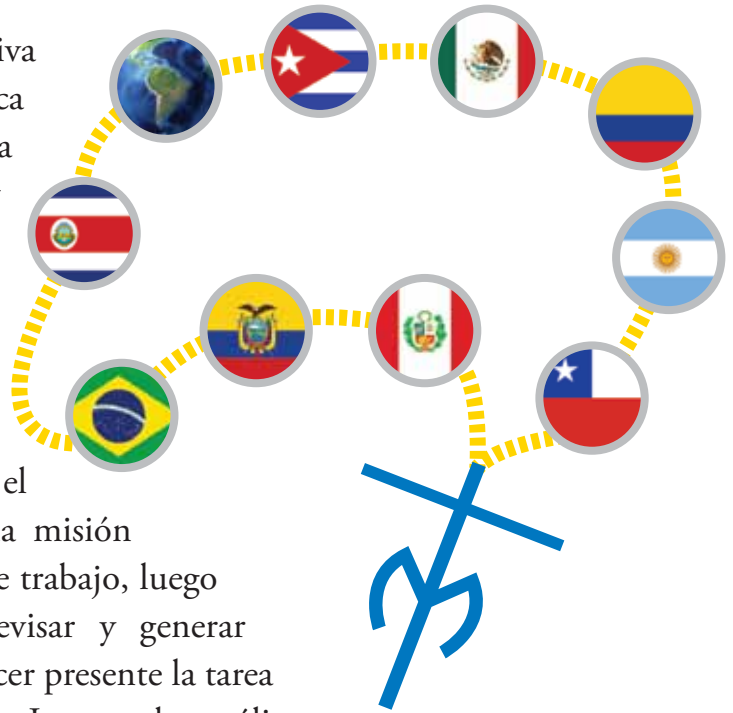 iva
ca
a
el
a misión
e trabajo, luego
evisar y generar
cer presente la tarea